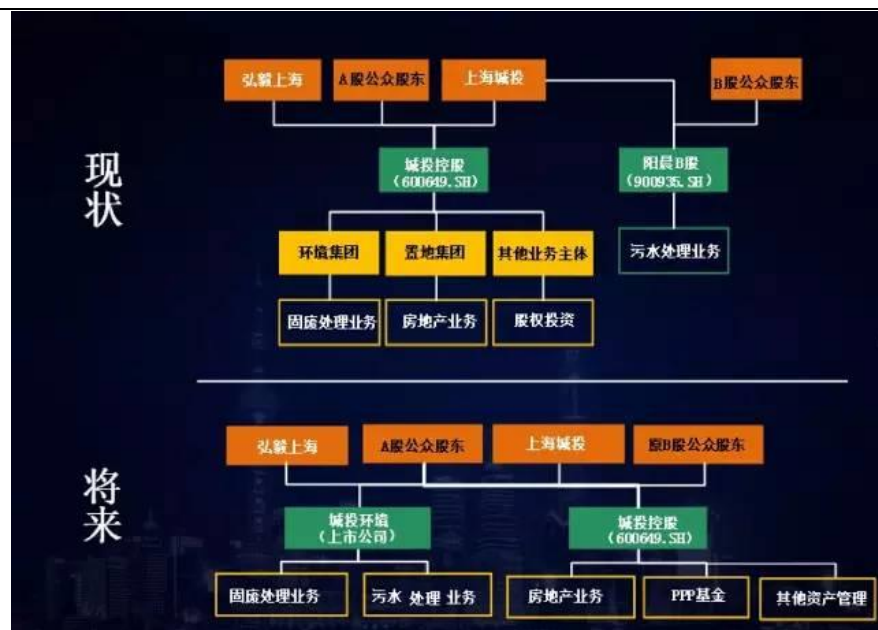 现状
弘毅上海
A股公众股东
上海城投
B股公众股东
城投控股
（600649.SH）
阳晨B股
（900935.SH）
环境集团
置地集团
其他业务主体
污水处理业务
固废处理业务
房地产业务
股权投资
将来
弘毅上海
A股公众股东
上海城投
原B股公众股东
城投环境
（上市公司）
城投控股
（600649.SH）
固废处理业务
污水 处理 业务
房地产业务
PPP基金
其他资产管理